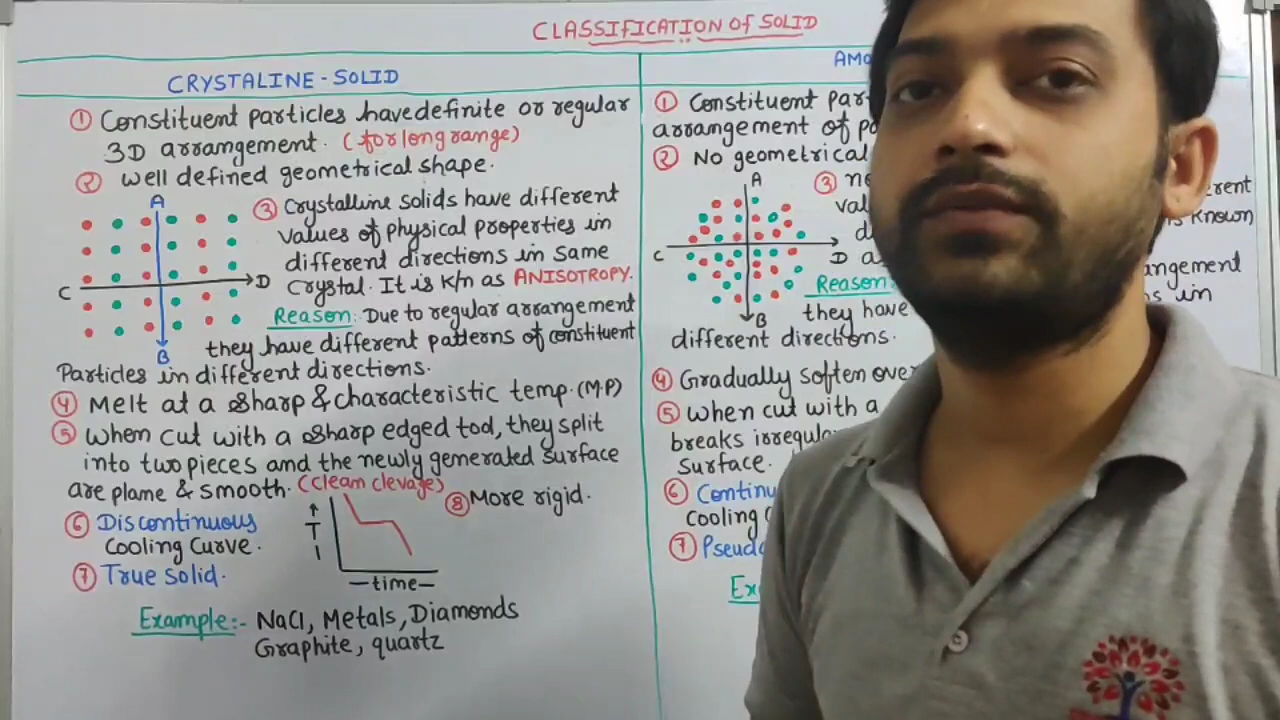 CLASSIFICATION OF SOLID
CRYSTALINE - SOLID
① Constituent particles have definite or regular
3D arrangement. (for long range)
② well defined geometrical shape.
A
③ Crystalline solids have different
values of physical properties in
different directions in same
Crystal. It is k/n as ANISOTROPY.
C
D
B
Reason: Due to regular arrangement
they have different patterns of constituent
Particles in different directions.
④ Melt at a sharp & characteristic temp. (M.P)
⑤ when cut with a sharp edged tool, they split
into two pieces and the newly generated surface
are plane & smooth. (clean clevage)
⑥ Discontinuous
Cooling Curve.
T
time
⑧ More rigid.
⑦ True Solid.
Example:- NaCl, Metals, Diamonds
Graphite, quartz
① Constituent
arrangement of
② No geometrical
A
③
C
D
B
known
Reason
they have
in
different directions.
④ Gradually soften over
⑤ when cut with a
breaks
Surface.
⑥
Cooling
⑦